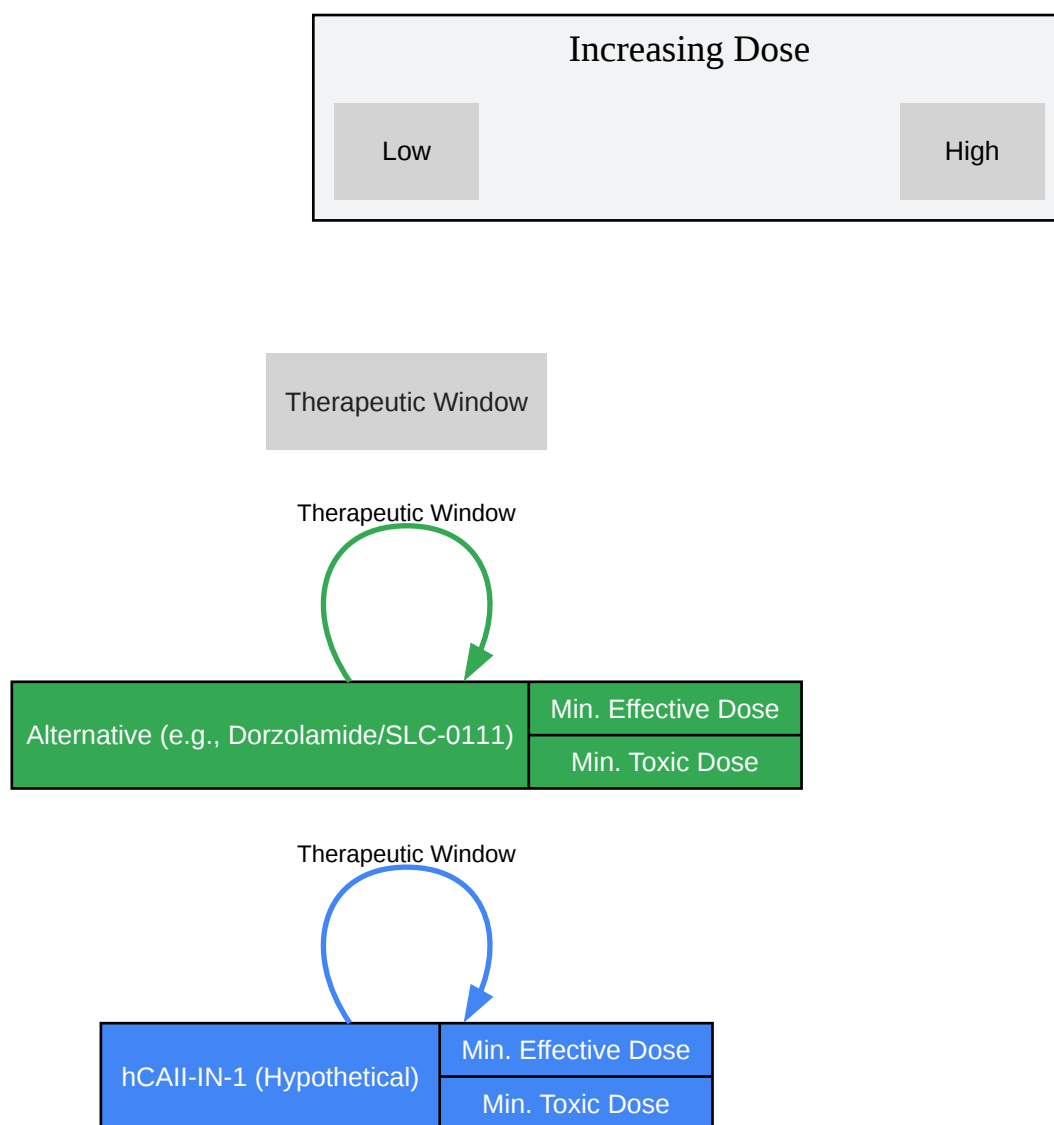 Increasing Dose
Low
High
Therapeutic Window
Therapeutic Window
Alternative (e.g., Dorzolamide/SLC-0111)
Min. Effective Dose
Min. Toxic Dose
Therapeutic Window
hCAII-IN-1 (Hypothetical)
Min. Effective Dose
Min. Toxic Dose